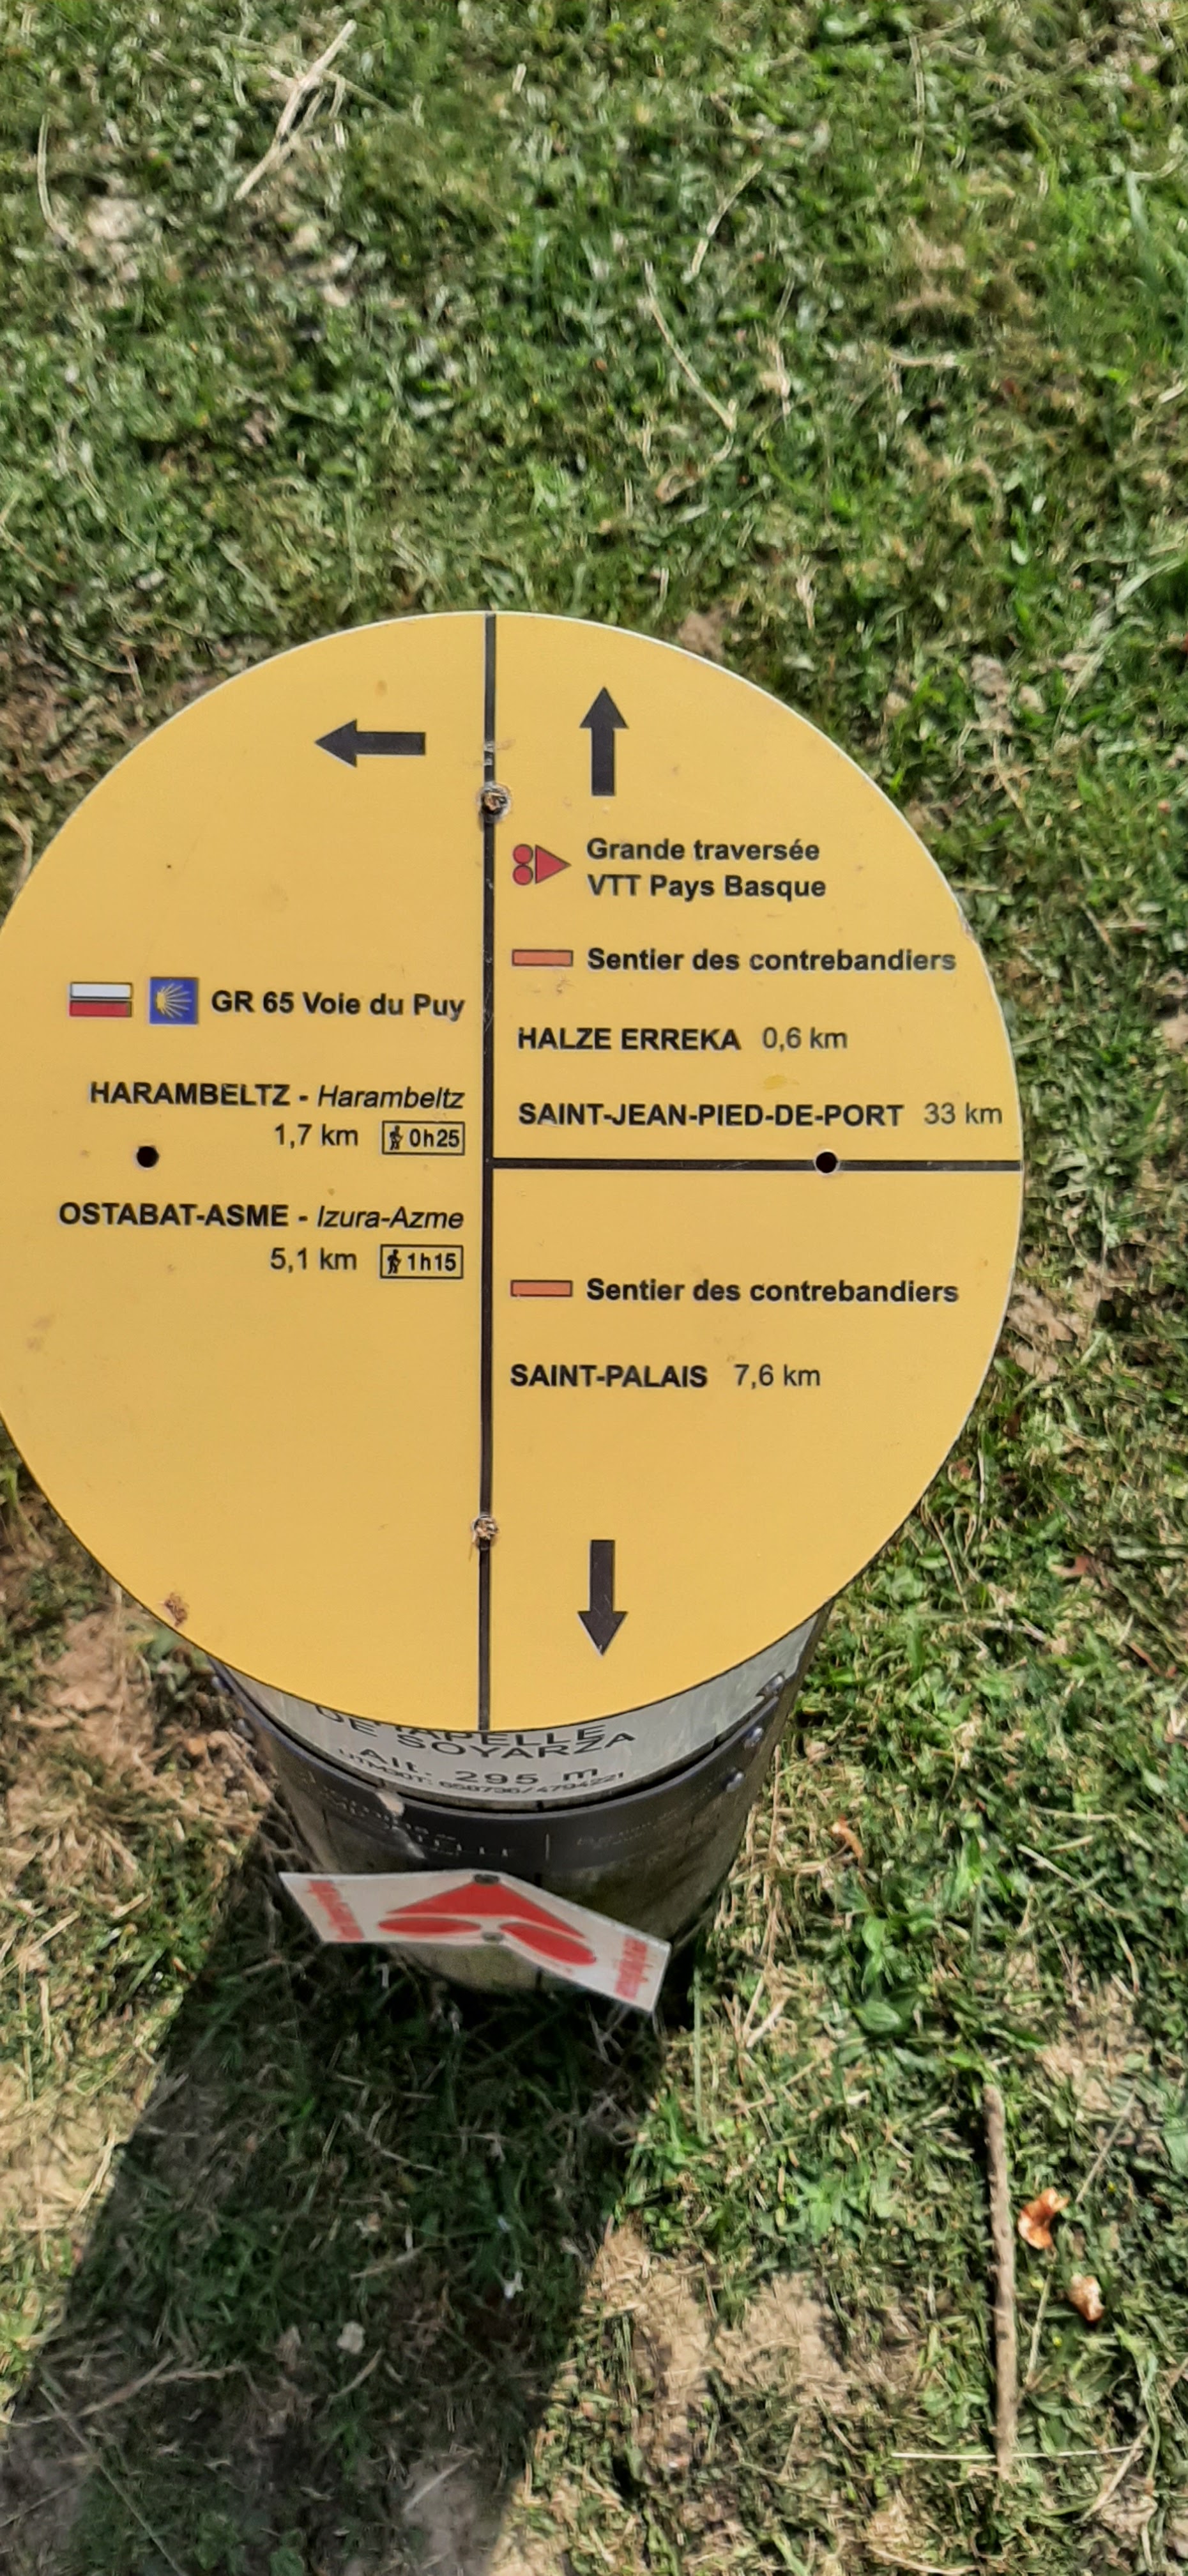 GR 65 Voie du Puy
HARAMBELTZ - Harambeltz
1,7 km 0h25
OSTABAT-ASME - Izura-Azme
5,1 km 1h15
Grande traversée
VTT Pays Basque
Sentier des contrebandiers
HALZE ERREKA 0,6 km
SAINT-JEAN-PIED-DE-PORT 33 km
Sentier des contrebandiers
SAINT-PALAIS 7,6 km
DE SOYARZA
Alt. 295 m